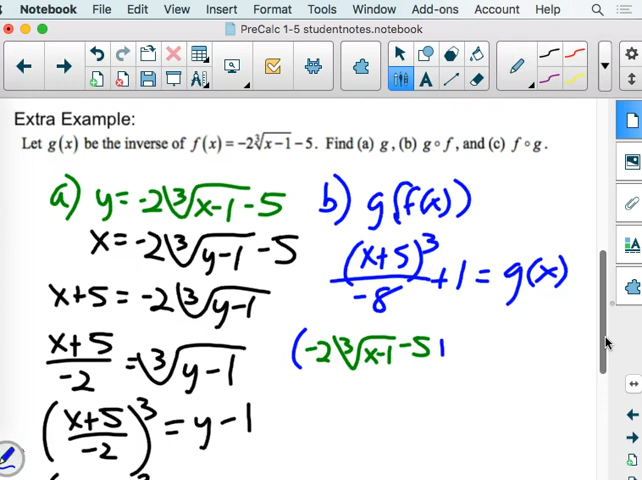 Notebook File Edit View Insert Format Tools Window Add-ons Account Help
PreCalc 1-5 studentnotes.notebook
Extra Example:
Let g(x) be the inverse of f(x) = -2∛(x-1) - 5. Find (a) g, (b) g∘f, and (c) f∘g.
a) y = -2∛(x-1) - 5
x = -2∛(y-1) - 5
x+5 = -2∛(y-1)
(x+5)/-2 = ∛(y-1)
((x+5)/-2)³ = y-1
b) g(f(x))
(x+5)³/-8 + 1 = g(x)
(-2∛(x-1) - 5